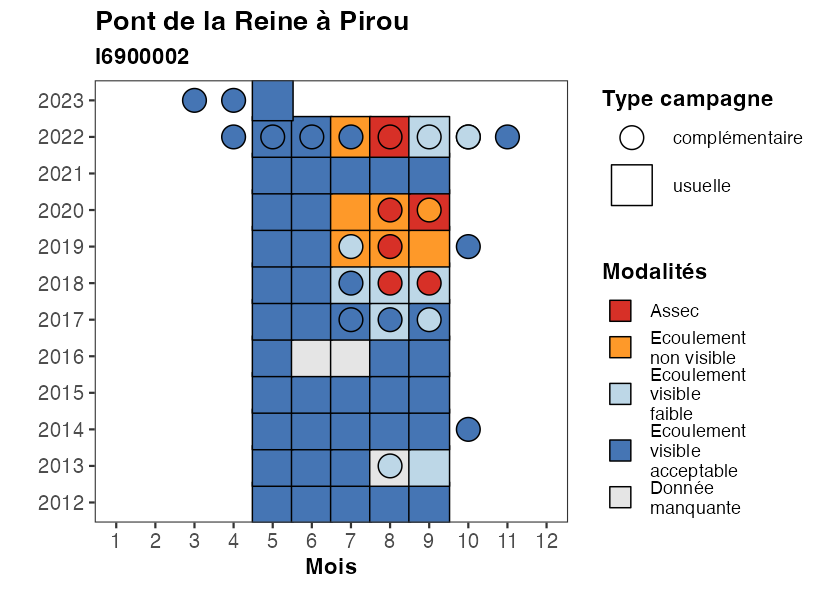 Pont de la Reine à Pirou
I6900002
2023
2022
2021
2020
2019
2018
2017
2016
2015
2014
2013
2012
1 2 3 4 5 6 7 8 9 10 11 12
Mois
Type campagne
complémentaire
usuelle
Modalités
Assec
Ecoulement
non visible
Ecoulement
visible
faible
Ecoulement
visible
acceptable
Donnée
manquante